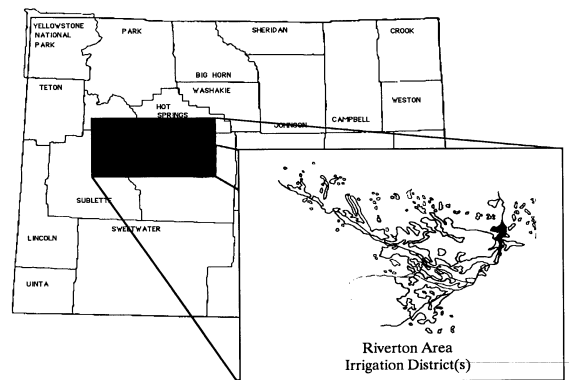 YELLOWSTONE
NATIONAL
PARK
PARK
SHERIDAN
CROOK
BIG HORN
WASHAKIE
TETON
HOT
SPRINGS
JOHNSON
CAMPBELL
WESTON
SUBLETTE
LINCOLN
SWEETWATER
UINTA
Riverton Area
Irrigation District(s)